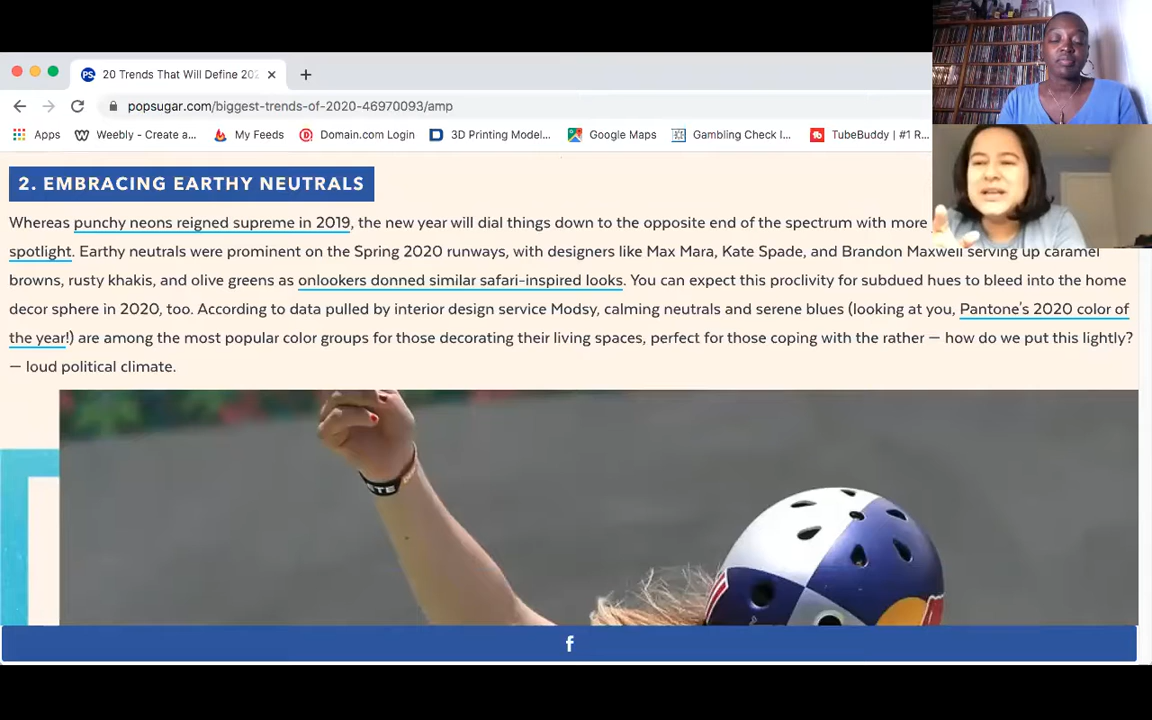 20 Trends That Will Define 202
popsugar.com/biggest-trends-of-2020-46970093/amp
Apps Weebly - Create a... My Feeds Domain.com Login 3D Printing Model... Google Maps Gambling Check I... TubeBuddy | #1 R...
2. EMBRACING EARTHY NEUTRALS
Whereas punchy neons reigned supreme in 2019, the new year will dial things down to the opposite end of the spectrum with more
spotlight. Earthy neutrals were prominent on the Spring 2020 runways, with designers like Max Mara, Kate Spade, and Brandon Maxwell serving up caramel
browns, rusty khakis, and olive greens as onlookers donned similar safari-inspired looks. You can expect this proclivity for subdued hues to bleed into the home
decor sphere in 2020, too. According to data pulled by interior design service Modsy, calming neutrals and serene blues (looking at you, Pantone's 2020 color of
the year!) are among the most popular color groups for those decorating their living spaces, perfect for those coping with the rather — how do we put this lightly?
— loud political climate.